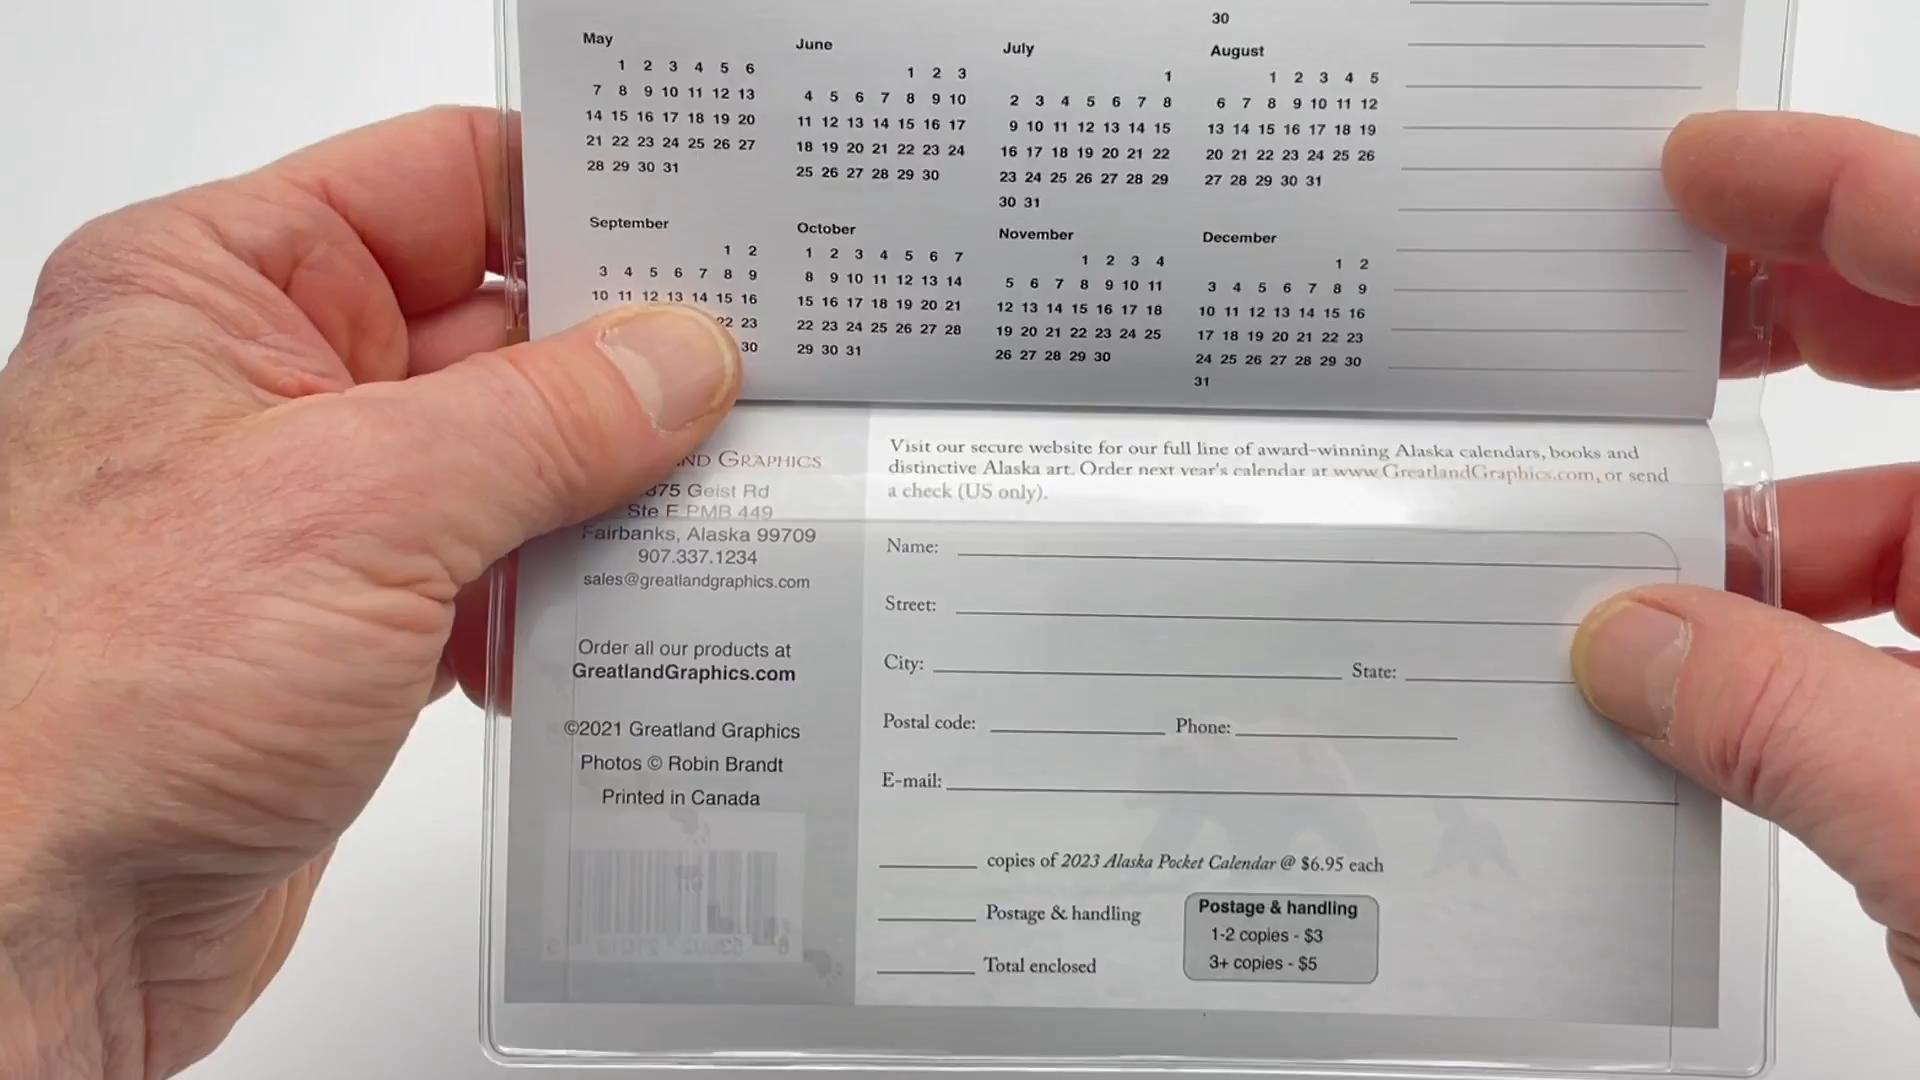 30
May June July August
1 2 3 4 5 6
7 8 9 10 11 12 13
14 15 16 17 18 19 20
21 22 23 24 25 26 27
28 29 30 31
1 2 3
4 5 6 7 8 9 10
11 12 13 14 15 16 17
18 19 20 21 22 23 24
25 26 27 28 29 30
1
2 3 4 5 6 7 8
9 10 11 12 13 14 15
16 17 18 19 20 21 22
23 24 25 26 27 28 29
30 31
1 2 3 4 5
6 7 8 9 10 11 12
13 14 15 16 17 18 19
20 21 22 23 24 25 26
27 28 29 30 31
September October November December
1 2
3 4 5 6 7 8 9
10 11 12 13 14 15 16
22 23
30
1 2 3 4 5 6 7
8 9 10 11 12 13 14
15 16 17 18 19 20 21
22 23 24 25 26 27 28
29 30 31
1 2 3 4
5 6 7 8 9 10 11
12 13 14 15 16 17 18
19 20 21 22 23 24 25
26 27 28 29 30
1 2
3 4 5 6 7 8 9
10 11 12 13 14 15 16
17 18 19 20 21 22 23
24 25 26 27 28 29 30
31
Graphics
Geist Rd
Ste E PMB 449
Fairbanks, Alaska 99709
907.337.1234
sales@greatlandgraphics.com
Order all our products at
GreatlandGraphics.com
©2021 Greatland Graphics
Photos © Robin Brandt
Printed in Canada
Visit our secure website for our full line of award-winning Alaska calendars, books and
distinctive Alaska art. Order next year's calendar at www.GreatlandGraphics.com, or send
a check (US only).
Name:
Street:
City: State:
Postal code: Phone:
E-mail:
copies of 2023 Alaska Pocket Calendar @ $6.95 each
Postage & handling
Total enclosed
Postage & handling
1-2 copies - $3
3+ copies - $5